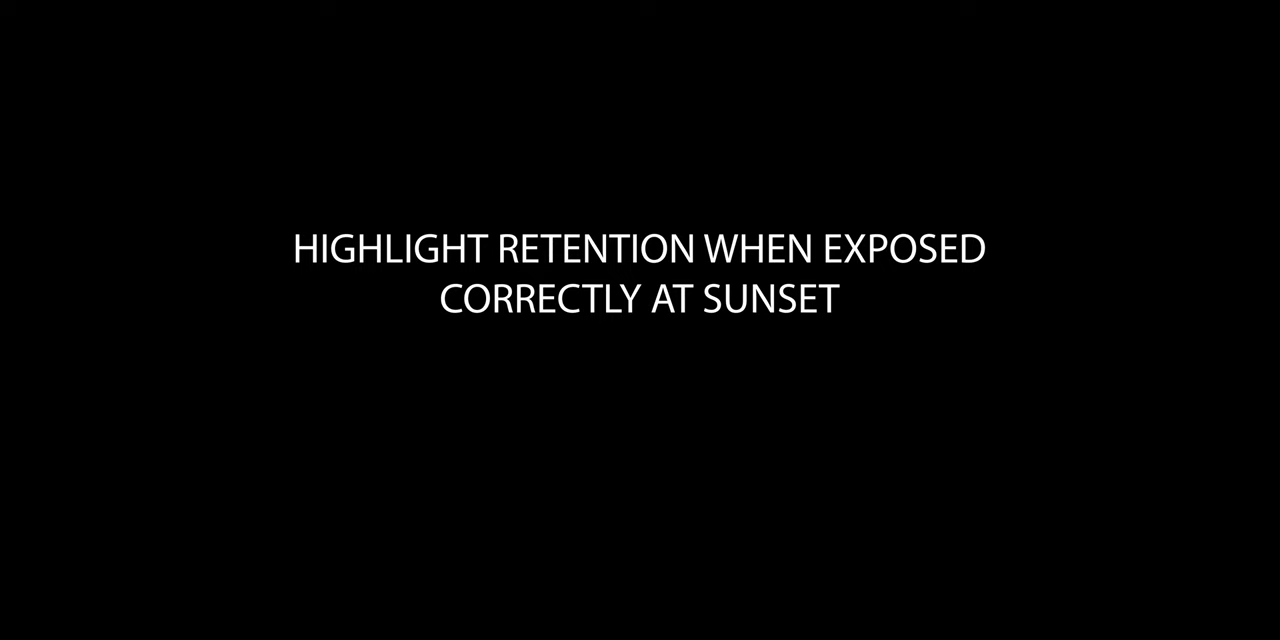 HIGHLIGHT RETENTION WHEN EXPOSED
CORRECTLY AT SUNSET